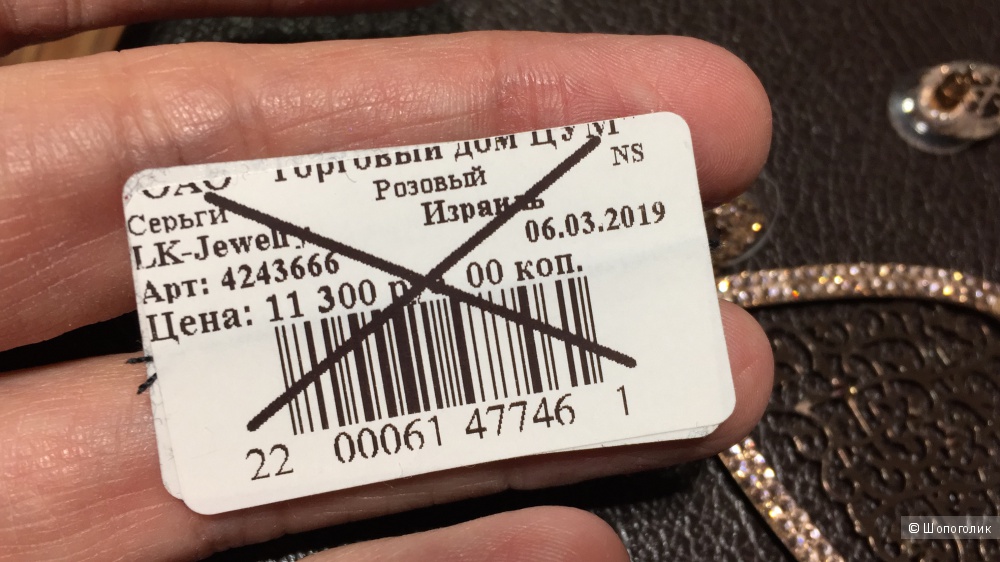 ОАО Торговый дом ЦУМ
Розовый NS
Серьги Израиль
LK-Jewelry 06.03.2019
Арт: 4243666
Цена: 11 300 р. 00 коп.
22 00061 47746 1
© Шопоголик